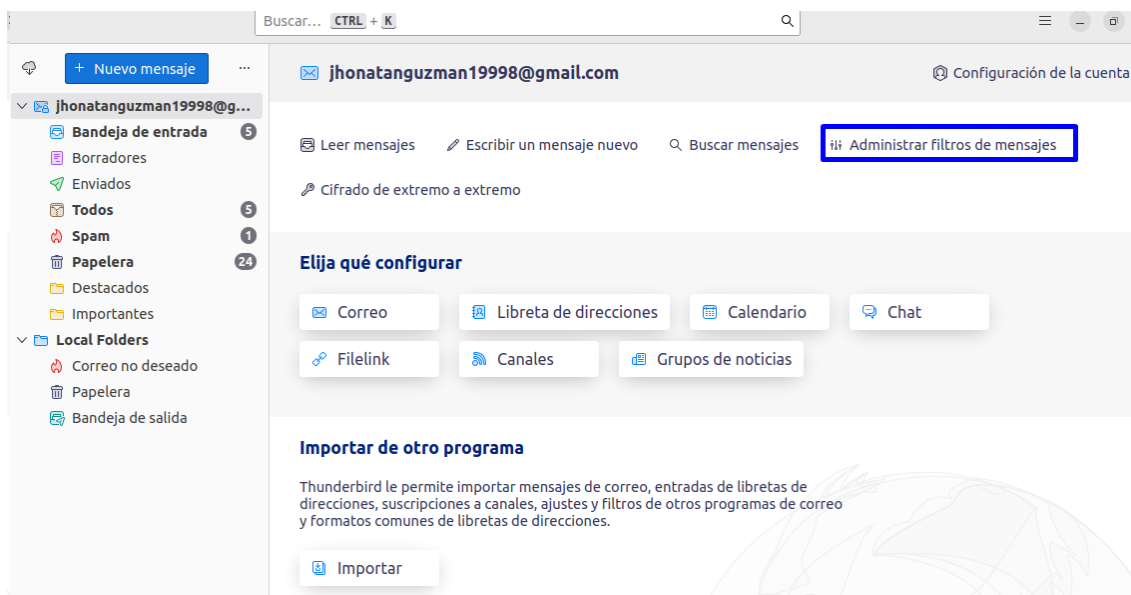 Buscar... CTRL + K
+ Nuevo mensaje ...
jhonatanguzman19998@g...
Bandeja de entrada 5
Borradores
Enviados
Todos 5
Spam 1
Papelera 24
Destacados
Importantes
Local Folders
Correo no deseado
Papelera
Bandeja de salida
jhonatanguzman19998@gmail.com
Configuración de la cuenta
Leer mensajes Escribir un mensaje nuevo Buscar mensajes Administrar filtros de mensajes
Cifrado de extremo a extremo
Elija qué configurar
Correo Libreta de direcciones Calendario Chat
Filelink Canales Grupos de noticias
Importar de otro programa
Thunderbird le permite importar mensajes de correo, entradas de libretas de
direcciones, suscripciones a canales, ajustes y filtros de otros programas de correo
y formatos comunes de libretas de direcciones.
Importar